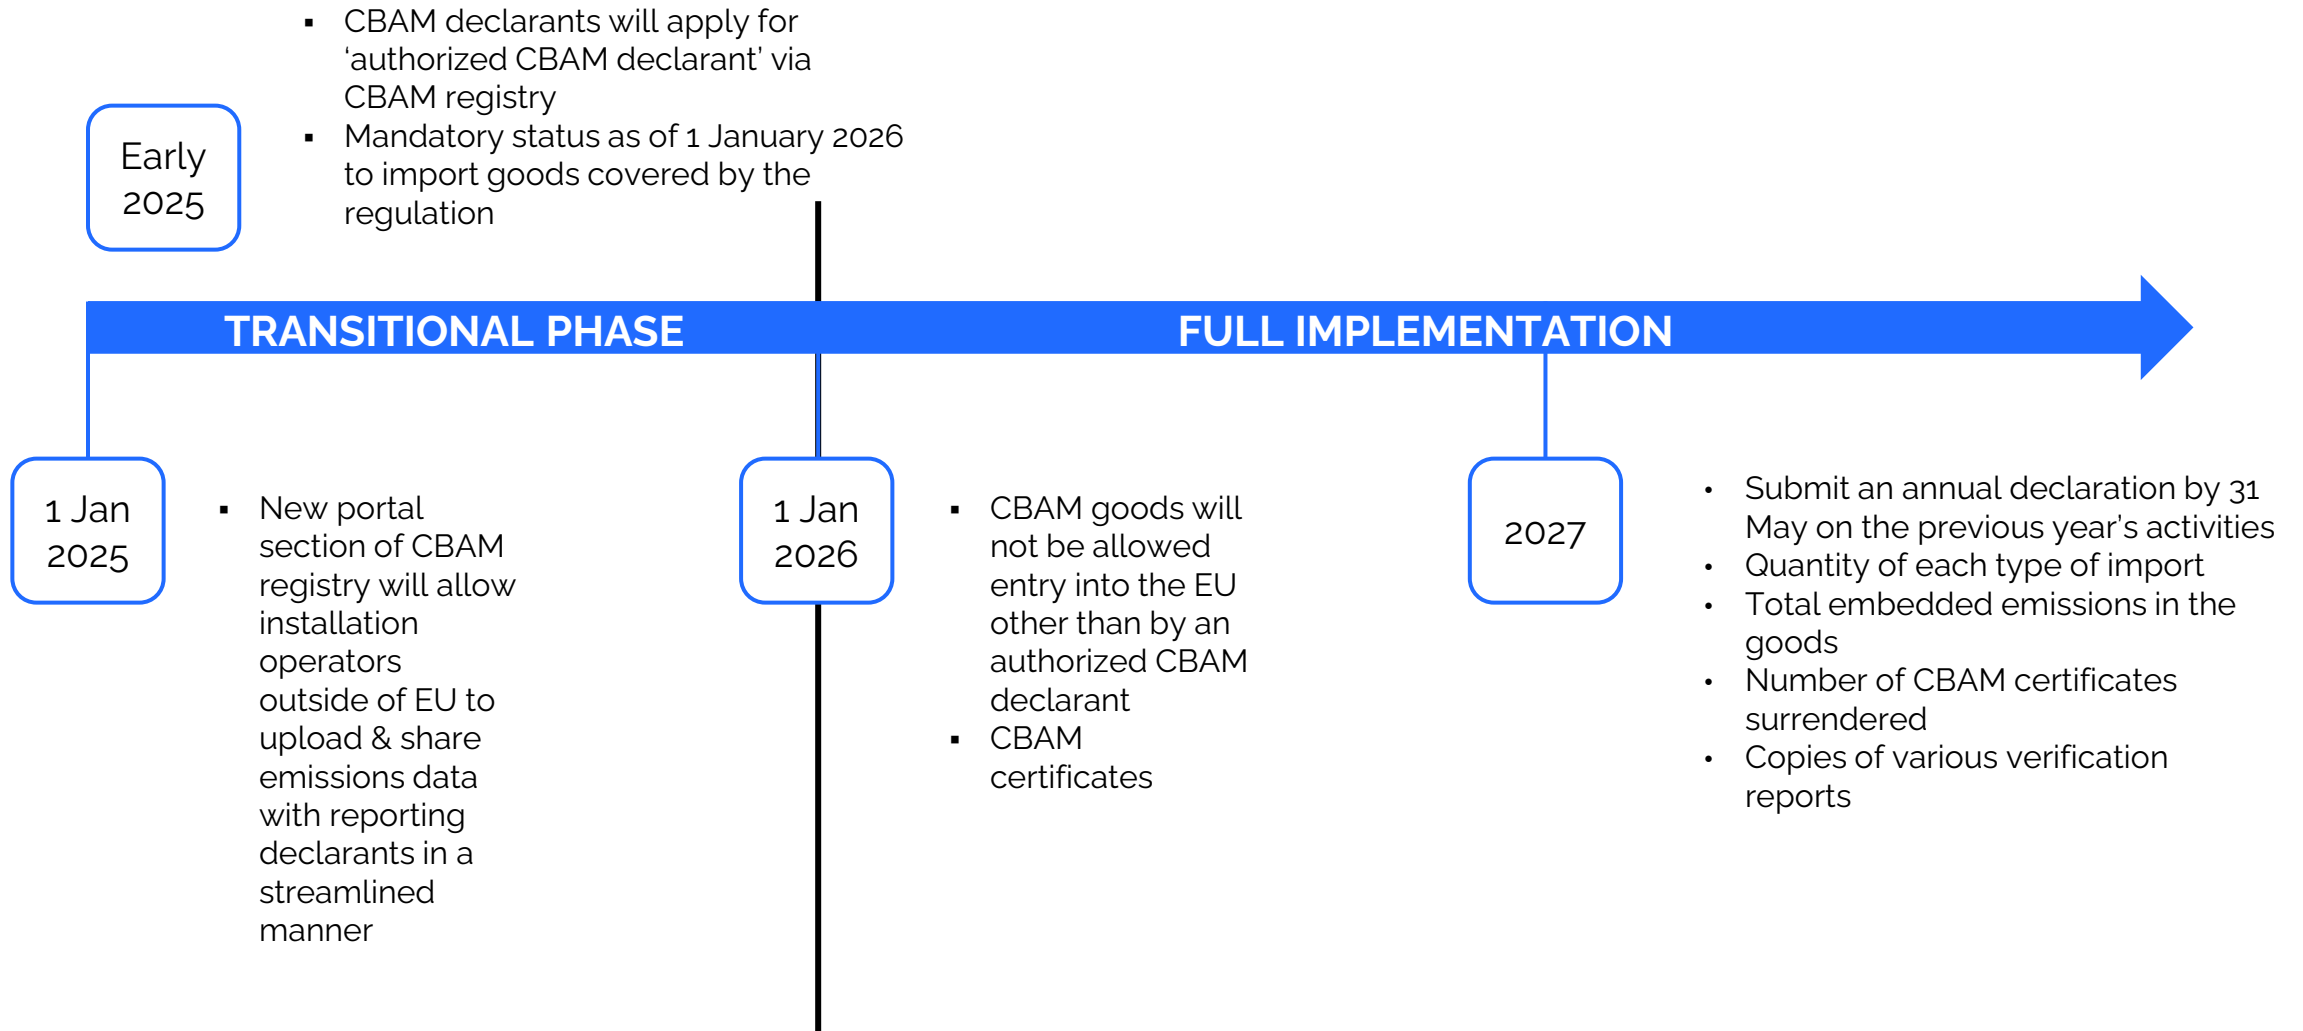 ▪ CBAM declarants will apply for
‘authorized CBAM declarant’ via
CBAM registry
▪ Mandatory status as of 1 January 2026
to import goods covered by the
regulation
Early
2025
TRANSITIONAL PHASE
FULL IMPLEMENTATION
1 Jan
2025
▪ New portal
section of CBAM
registry will allow
installation
operators
outside of EU to
upload & share
emissions data
with reporting
declarants in a
streamlined
manner
1 Jan
2026
▪ CBAM goods will
not be allowed
entry into the EU
other than by an
authorized CBAM
declarant
▪ CBAM
certificates
2027
• Submit an annual declaration by 31
May on the previous year’s activities
• Quantity of each type of import
• Total embedded emissions in the
goods
• Number of CBAM certificates
surrendered
• Copies of various verification
reports